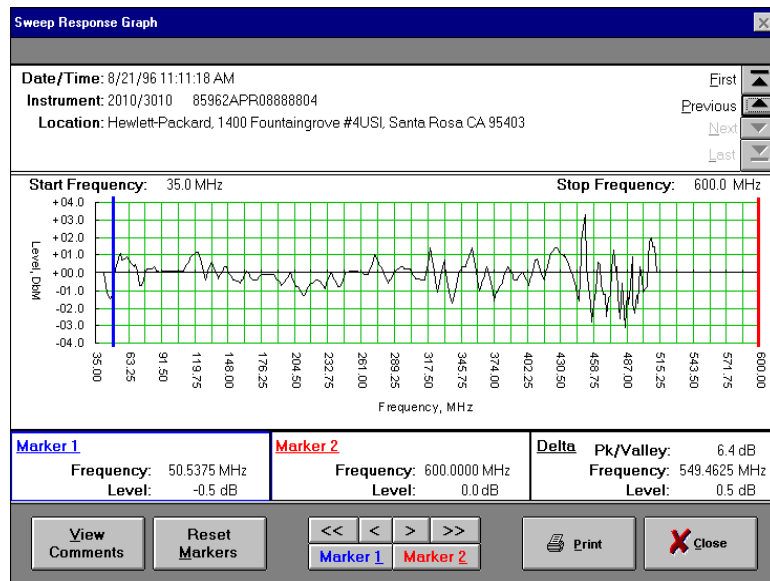 Sweep Response Graph
Date/Time: 8/21/96 11:11:18 AM
Instrument: 2010/3010 85962APR08888804
Location: Hewlett-Packard, 1400 Fountaingrove #4USI, Santa Rosa CA 95403
First
Previous
Next
Last
Start Frequency: 35.0 MHz
Stop Frequency: 600.0 MHz
+04.0
+03.0
+02.0
+01.0
+00.0
-01.0
-02.0
-03.0
-04.0
Level, DbM
35.00
63.25
91.50
119.75
148.00
176.25
204.50
232.75
261.00
289.25
317.50
345.75
374.00
402.25
430.50
458.75
487.00
515.25
543.50
571.75
600.00
Frequency, MHz
Marker 1
Frequency: 50.5375 MHz
Level: -0.5 dB
Marker 2
Frequency: 600.0000 MHz
Level: 0.0 dB
Delta Pk/Valley: 6.4 dB
Frequency: 549.4625 MHz
Level: 0.5 dB
View Comments
Reset Markers
<< < > >>
Marker 1 Marker 2
Print
Close